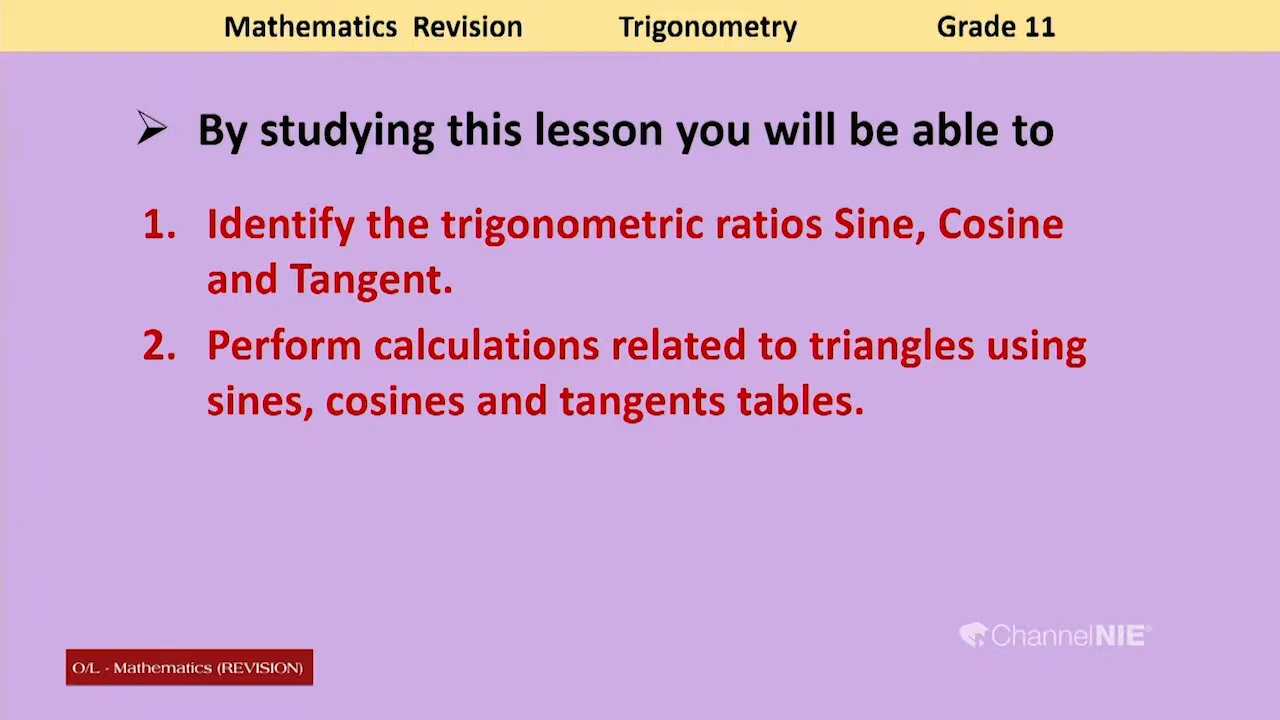 Mathematics Revision Trigonometry Grade 11
➢ By studying this lesson you will be able to
1. Identify the trigonometric ratios Sine, Cosine
and Tangent.
2. Perform calculations related to triangles using
sines, cosines and tangents tables.
ChannelNIE®
O/L - Mathematics (REVISION)